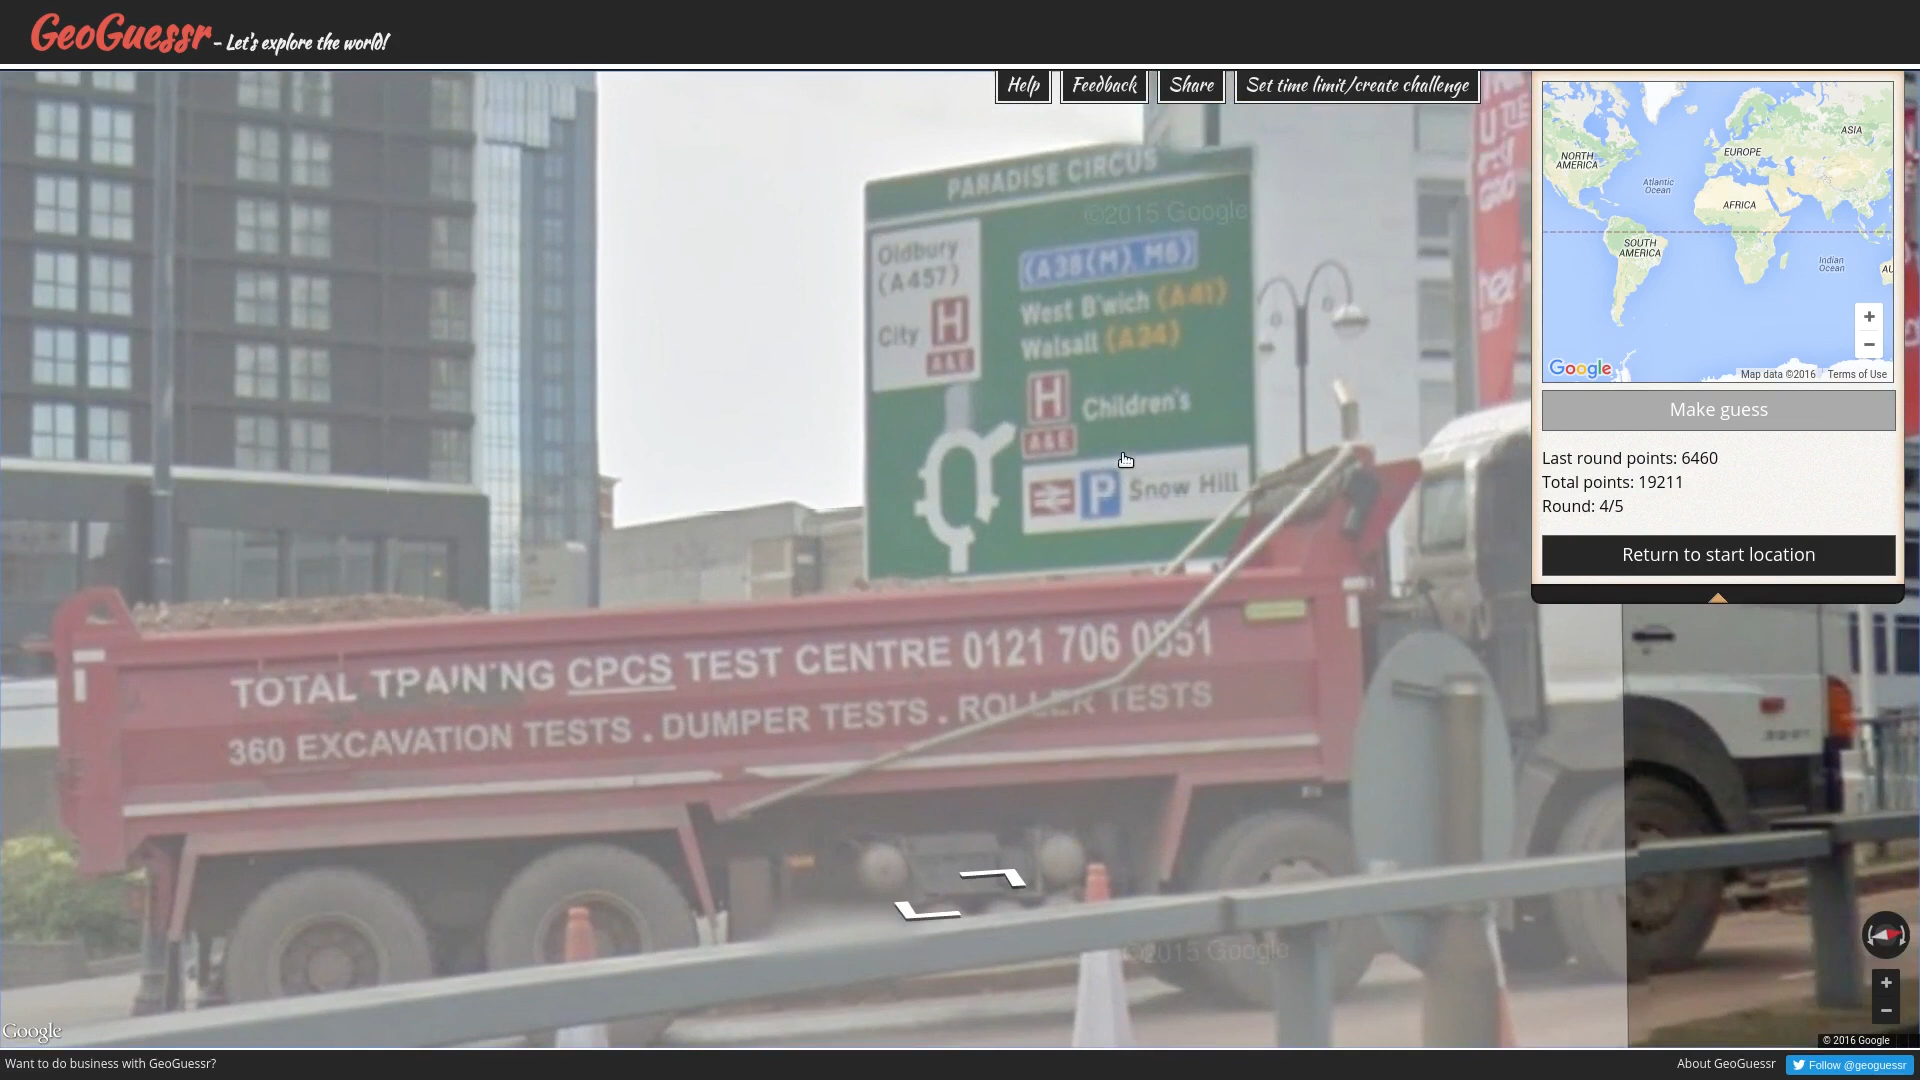 GeoGuessr - Let's explore the world!
Help
Feedback
Share
Set time limit/create challenge
PARADISE CIRCUS
©2015 Google
Oldbury
(A457)
City H
A&E
(A38(M) M6)
West B'wich (A41)
Walsall (A34)
H Children's
A&E
P Snow Hill
TOTAL TRAINING CPCS TEST CENTRE 0121 706 0851
360 EXCAVATION TESTS . DUMPER TESTS . ROLLER TESTS
©2015 Google
Google
NORTH
AMERICA
EUROPE
ASIA
Atlantic
Ocean
AFRICA
SOUTH
AMERICA
Indian
Ocean
AU
+
−
Google
Map data ©2016
Terms of Use
Make guess
Last round points: 6460
Total points: 19211
Round: 4/5
Return to start location
+
−
© 2016 Google
Want to do business with GeoGuessr?
About GeoGuessr
Follow @geoguessr